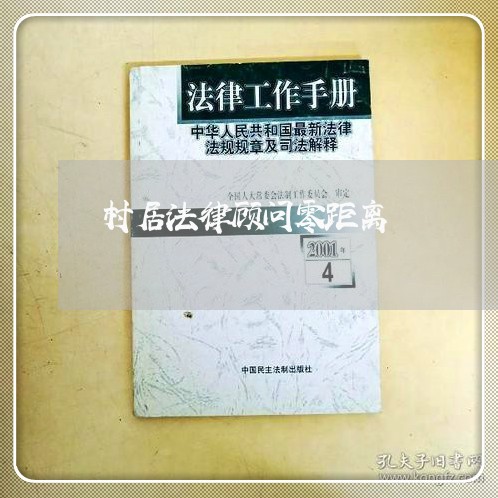 法律工作手册
中华人民共和国最新法律
法规规章及司法解释
全国人大常委会法制工作委员会 审定
村居法律顾问零距离
2001年
4
中国民主法制出版社
孔夫子旧书网
www.kongfz.com